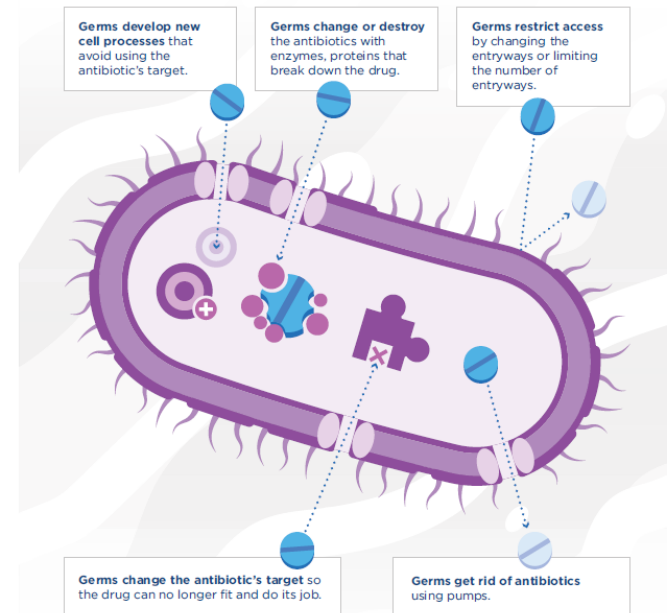 Germs develop new
cell processes that
avoid using the
antibiotic's target.
Germs change or destroy
the antibiotics with
enzymes, proteins that
break down the drug.
Germs restrict access
by changing the
entryways or limiting
the number of
entryways.
Germs change the antibiotic's target so
the drug can no longer fit and do its job.
Germs get rid of antibiotics
using pumps.